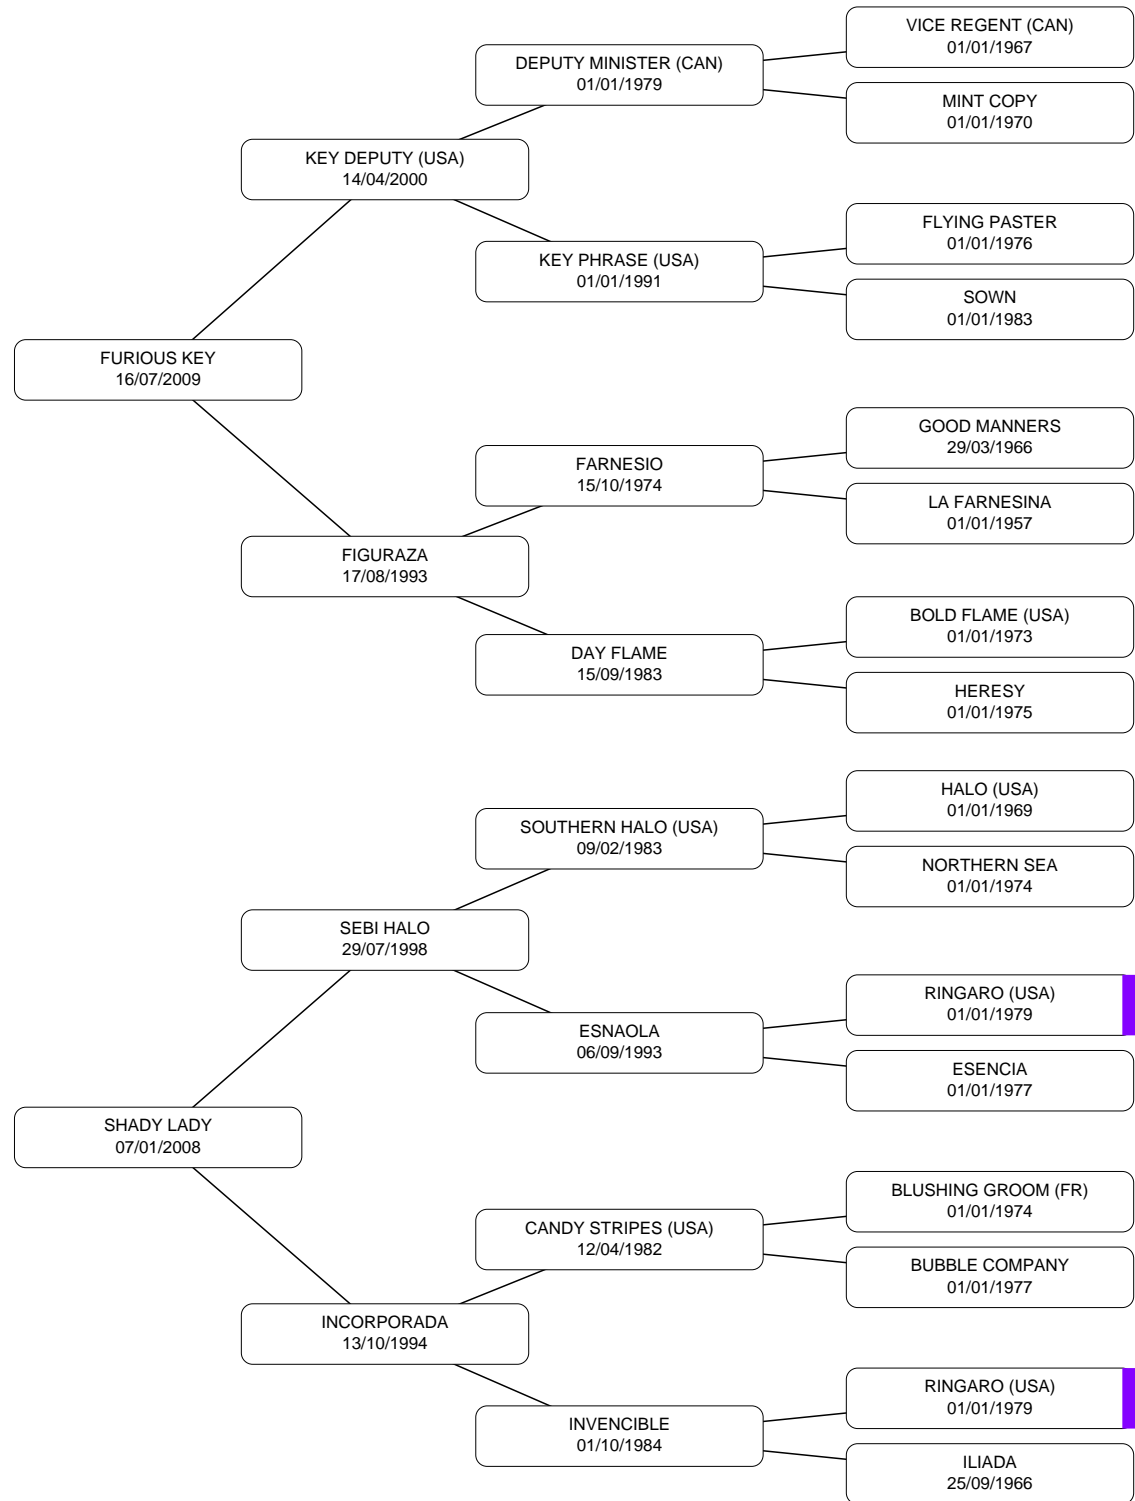 VICE REGENT (CAN)
01/01/1967
DEPUTY MINISTER (CAN)
01/01/1979
MINT COPY
01/01/1970
KEY DEPUTY (USA)
14/04/2000
FLYING PASTER
01/01/1976
KEY PHRASE (USA)
01/01/1991
SOWN
01/01/1983
FURIOUS KEY
16/07/2009
GOOD MANNERS
29/03/1966
FARNESIO
15/10/1974
LA FARNESINA
01/01/1957
FIGURAZA
17/08/1993
BOLD FLAME (USA)
01/01/1973
DAY FLAME
15/09/1983
HERESY
01/01/1975
HALO (USA)
01/01/1969
SOUTHERN HALO (USA)
09/02/1983
NORTHERN SEA
01/01/1974
SEBI HALO
29/07/1998
RINGARO (USA)
01/01/1979
ESNAOLA
06/09/1993
ESENCIA
01/01/1977
SHADY LADY
07/01/2008
BLUSHING GROOM (FR)
01/01/1974
CANDY STRIPES (USA)
12/04/1982
BUBBLE COMPANY
01/01/1977
INCORPORADA
13/10/1994
RINGARO (USA)
01/01/1979
INVENCIBLE
01/10/1984
ILIADA
25/09/1966